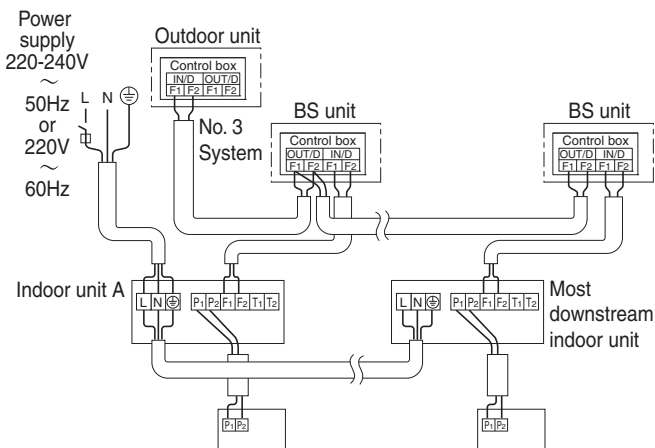 Power
supply
220-240V
~
50Hz
or
220V
~
60Hz
L N
Outdoor unit
Control box
IN/D OUT/D
F1 F2 F1 F2
No. 3
System
BS unit
Control box
OUT/D IN/D
F1 F2 F1 F2
BS unit
Control box
OUT/D IN/D
F1 F2 F1 F2
Indoor unit A
L N
P1 P2 F1 F2 T1 T2
L N
P1 P2 F1 F2 T1 T2
Most
downstream
indoor unit
P1 P2
P1 P2